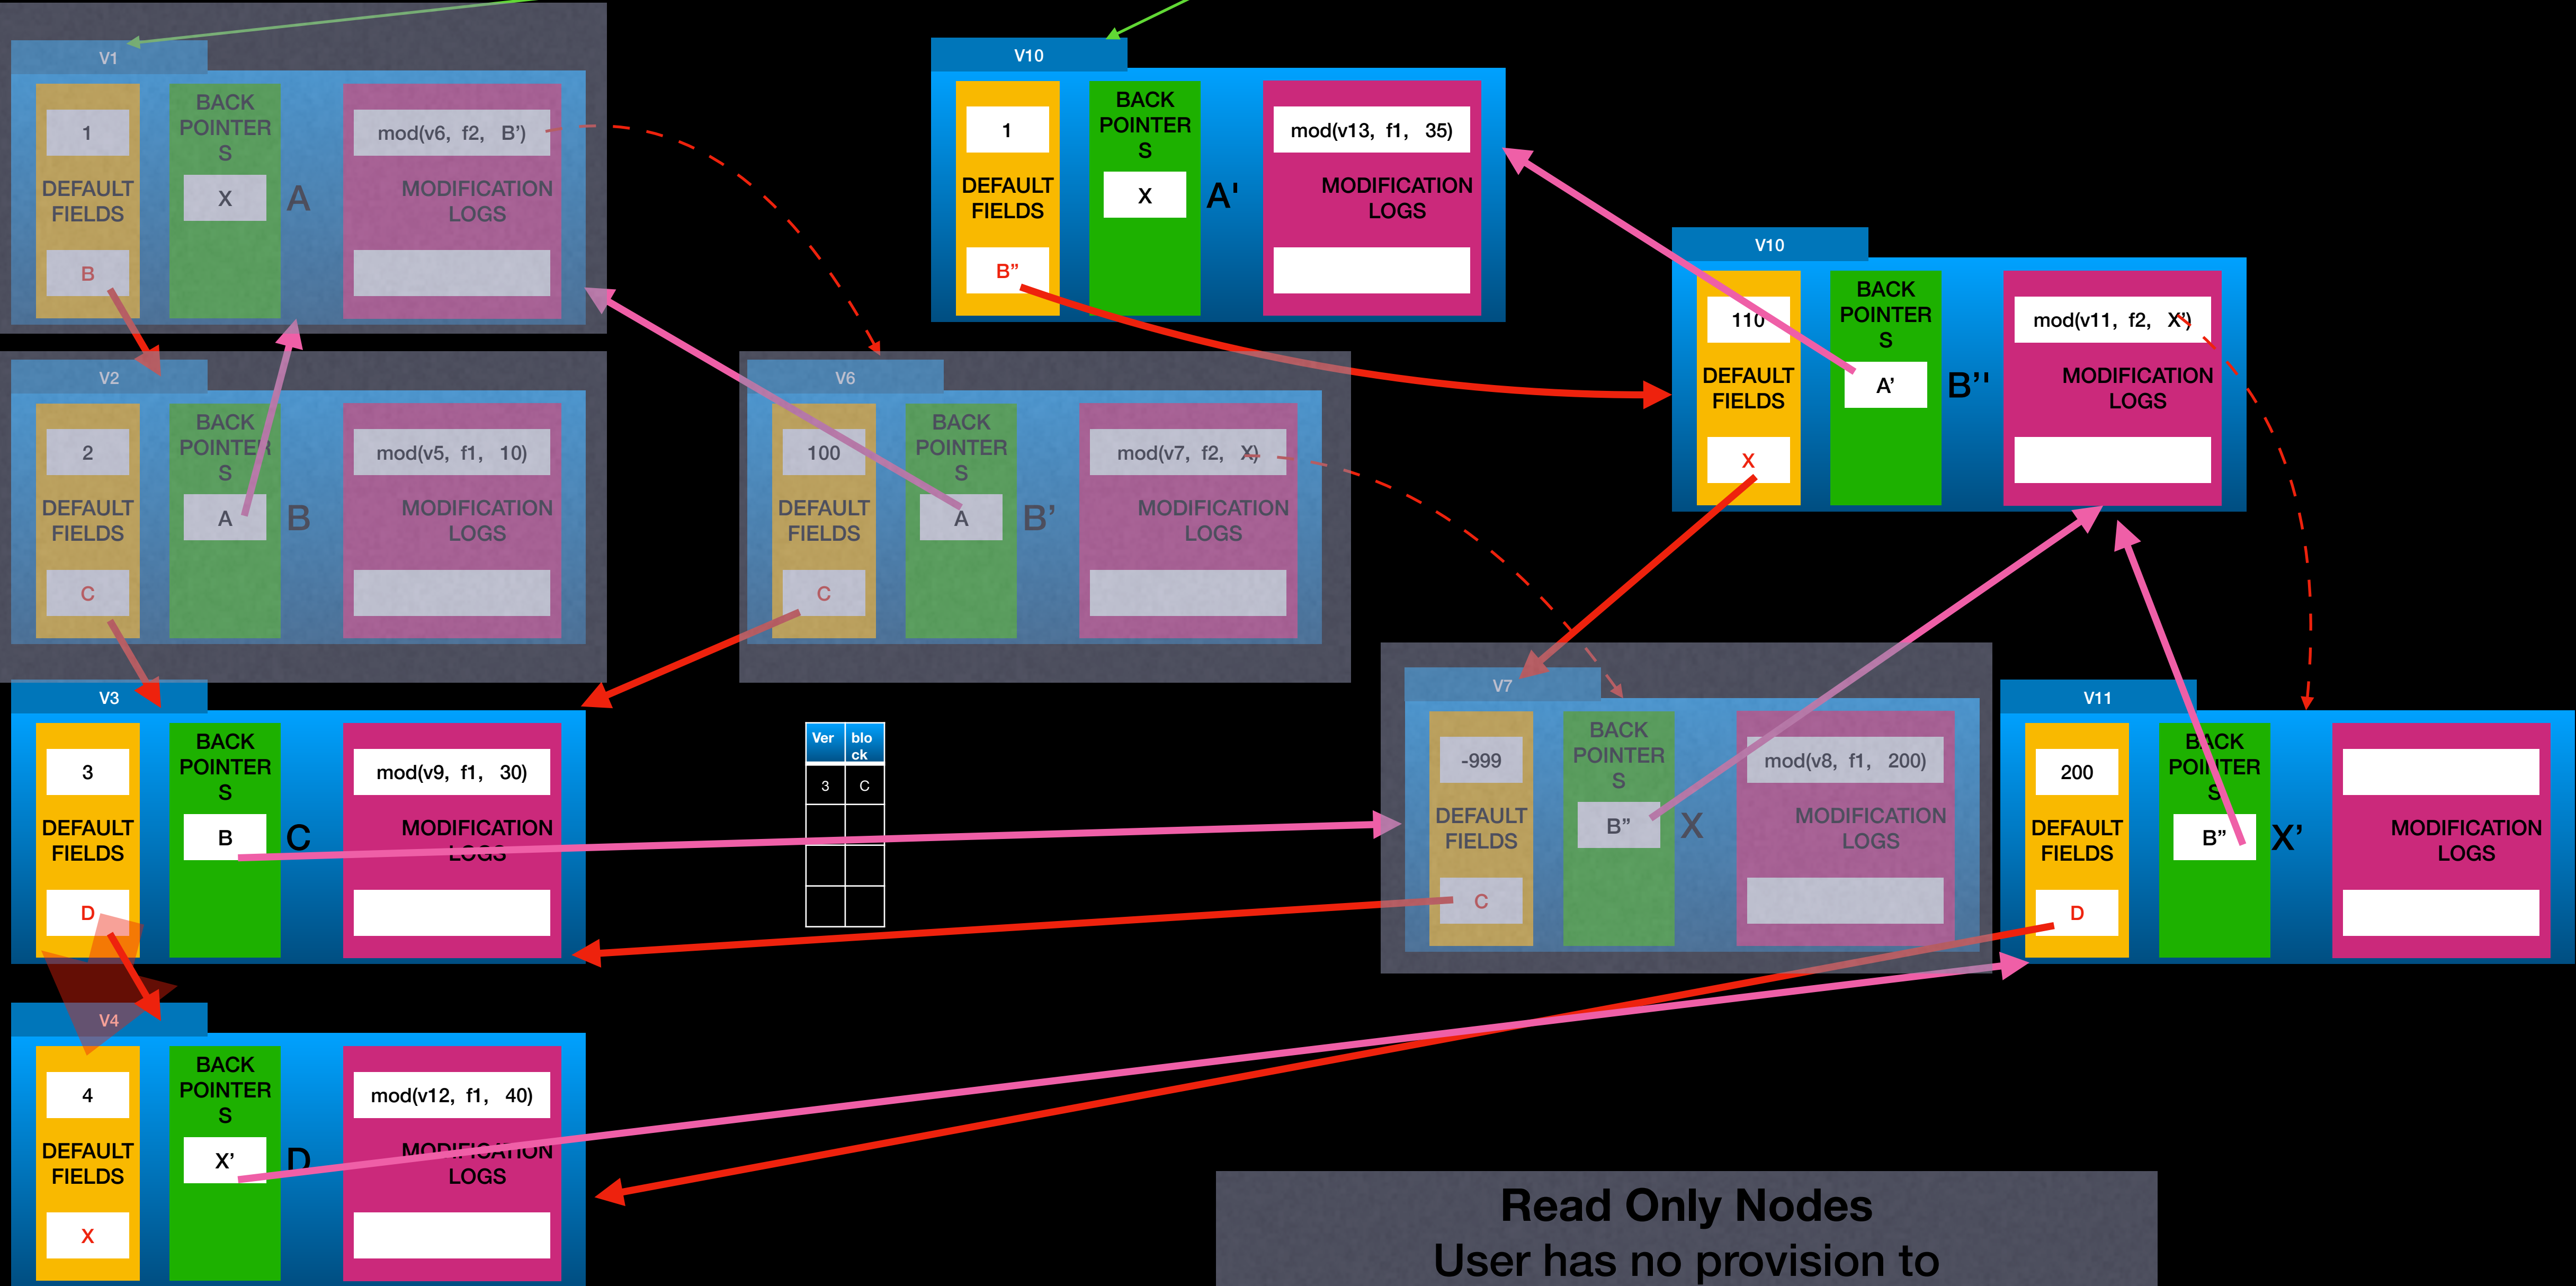 V1
1
DEFAULT
FIELDS
B
BACK
POINTER
S
X
A
mod(v6, f2, B’)
MODIFICATION
LOGS
V10
1
DEFAULT
FIELDS
B”
BACK
POINTER
S
X
A'
mod(v13, f1, 35)
MODIFICATION
LOGS
V10
110
DEFAULT
FIELDS
X
BACK
POINTER
S
A’
B''
mod(v11, f2, X’)
MODIFICATION
LOGS
V2
2
DEFAULT
FIELDS
C
BACK
POINTER
S
A
B
mod(v5, f1, 10)
MODIFICATION
LOGS
V6
100
DEFAULT
FIELDS
C
BACK
POINTER
S
A
B’
mod(v7, f2, X)
MODIFICATION
LOGS
V3
3
DEFAULT
FIELDS
D
BACK
POINTER
S
B
C
mod(v9, f1, 30)
MODIFICATION
LOGS
Ver blo
ck
3 C
V7
-999
DEFAULT
FIELDS
C
BACK
POINTER
S
B”
X
mod(v8, f1, 200)
MODIFICATION
LOGS
V11
200
DEFAULT
FIELDS
D
BACK
POINTER
S
B”
X’
MODIFICATION
LOGS
V4
4
DEFAULT
FIELDS
X
BACK
POINTER
S
X’
D
mod(v12, f1, 40)
MODIFICATION
LOGS
Read Only Nodes
User has no provision to